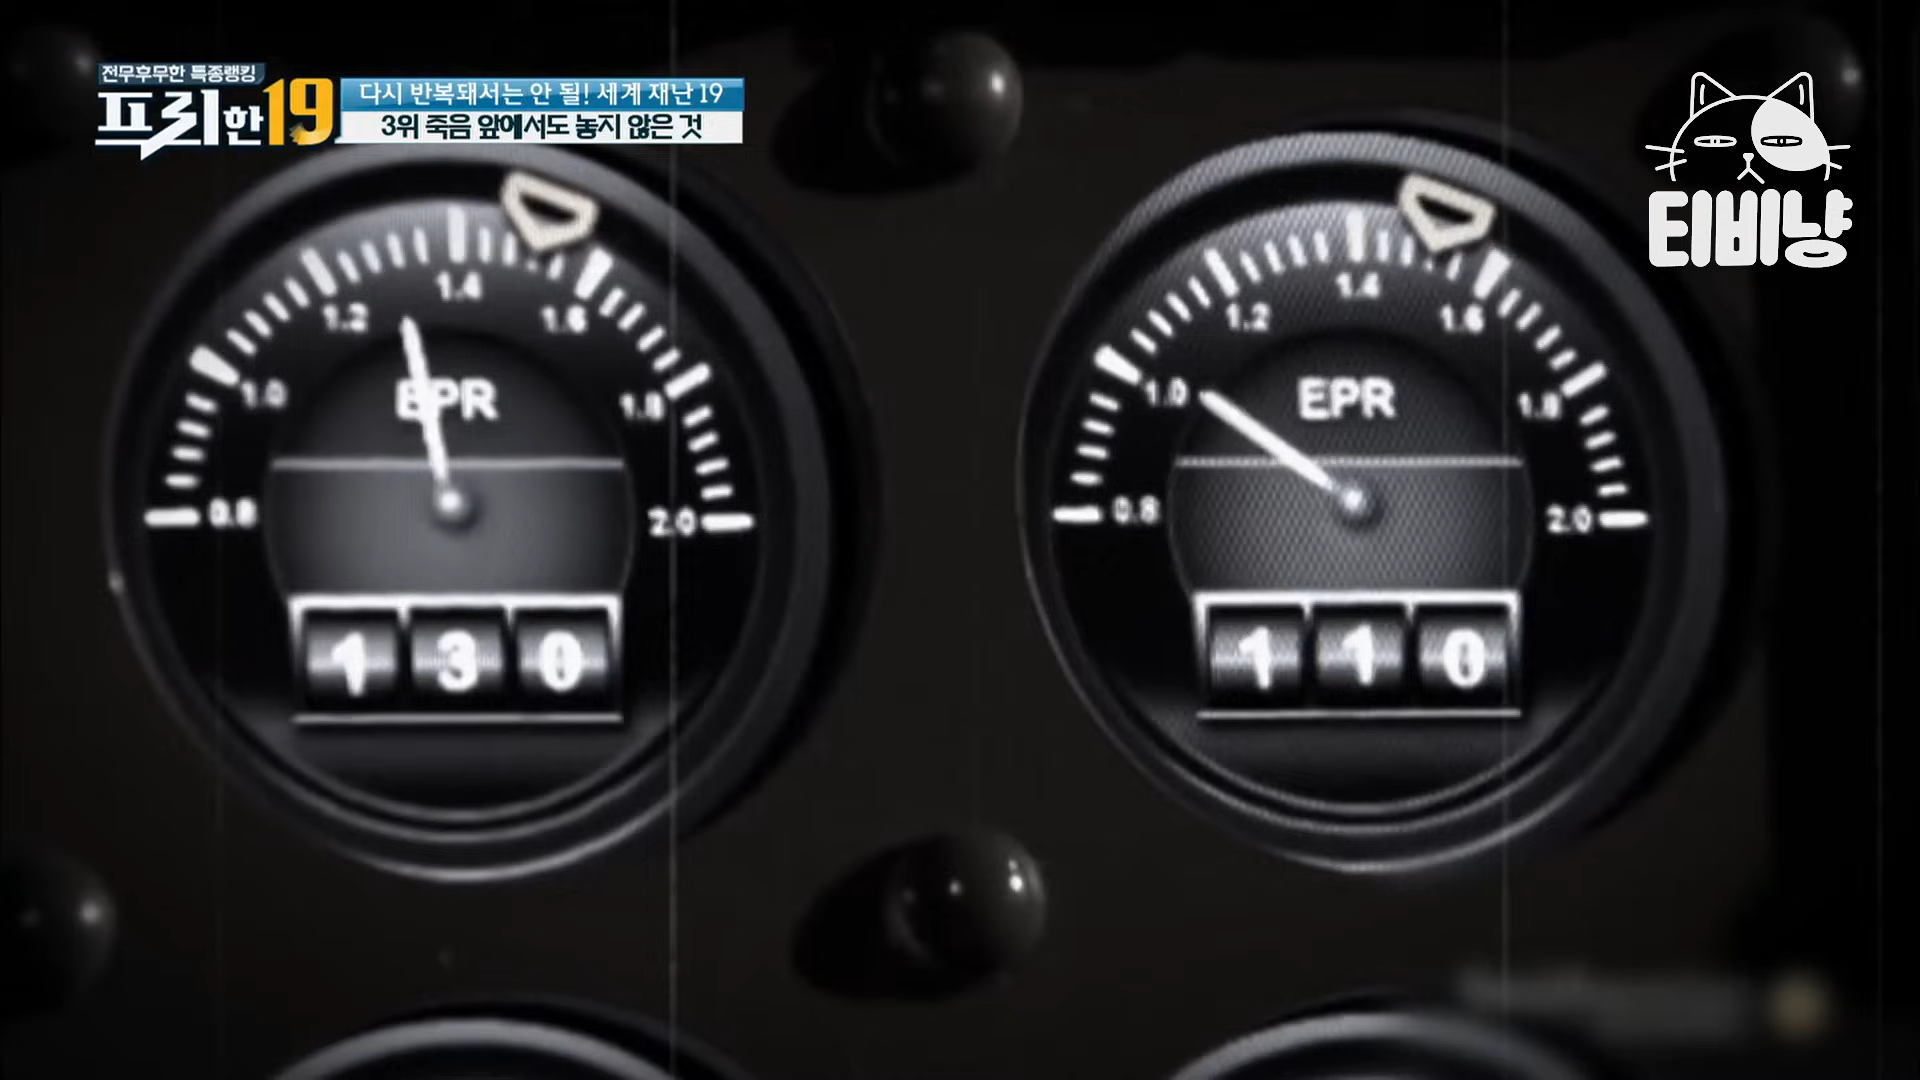 전무후무한 특종랭킹
프리한19
다시 반복돼서는 안 될! 세계 재난 19
3위 죽음 앞에서도 놓지 않은 것
티비냥
1.4
1.2
1.6
1.0
EPR
1.8
0.8
2.0
1 3 0
1.4
1.2
1.6
1.0
EPR
1.8
0.8
2.0
1 1 0